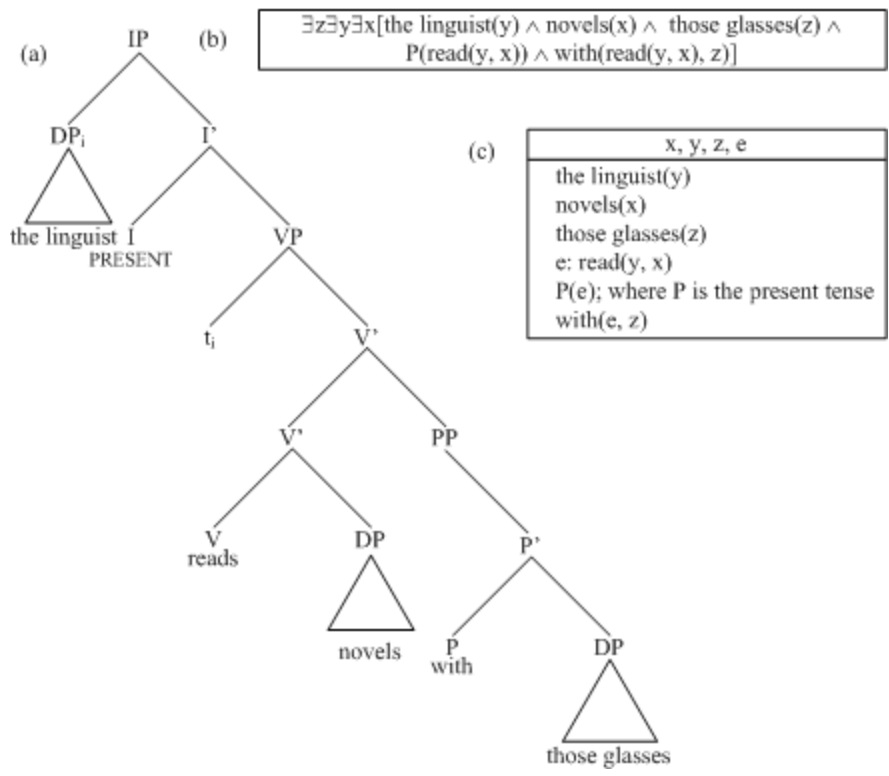 (a)
IP
DPᵢ
I'
the linguist
I
PRESENT
VP
tᵢ
V'
V'
PP
V
reads
DP
novels
P'
P
with
DP
those glasses
(b)
∃z∃y∃x[the linguist(y) ∧ novels(x) ∧ those glasses(z) ∧
P(read(y, x)) ∧ with(read(y, x), z)]
(c)
x, y, z, e
the linguist(y)
novels(x)
those glasses(z)
e: read(y, x)
P(e); where P is the present tense
with(e, z)